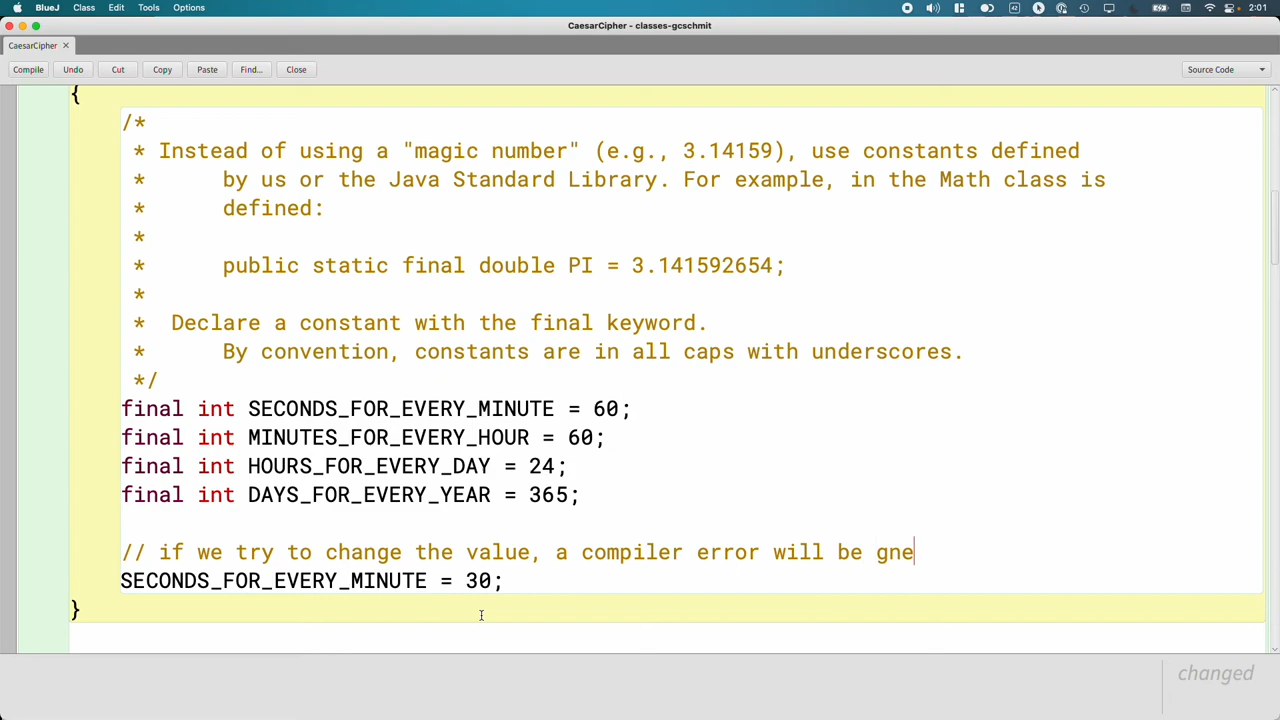 BlueJ Class Edit Tools Options 42 2:01
CaesarCipher - classes-gcschmit
CaesarCipher ×
Compile Undo Cut Copy Paste Find... Close Source Code
{
/*
* Instead of using a "magic number" (e.g., 3.14159), use constants defined
* by us or the Java Standard Library. For example, in the Math class is
* defined:
*
* public static final double PI = 3.141592654;
*
* Declare a constant with the final keyword.
* By convention, constants are in all caps with underscores.
*/
final int SECONDS_FOR_EVERY_MINUTE = 60;
final int MINUTES_FOR_EVERY_HOUR = 60;
final int HOURS_FOR_EVERY_DAY = 24;
final int DAYS_FOR_EVERY_YEAR = 365;
// if we try to change the value, a compiler error will be gne
SECONDS_FOR_EVERY_MINUTE = 30;
}
changed